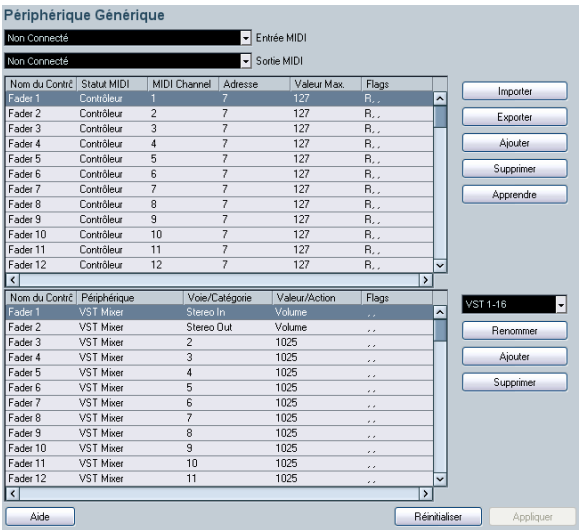 Périphérique Générique
Non Connecté Entrée MIDI
Non Connecté Sortie MIDI
Nom du Contrč Statut MIDI MIDI Channel Adresse Valeur Max. Flags
Fader 1 Contrôleur 1 7 127 R, ,
Fader 2 Contrôleur 2 7 127 R, ,
Fader 3 Contrôleur 3 7 127 R, ,
Fader 4 Contrôleur 4 7 127 R, ,
Fader 5 Contrôleur 5 7 127 R, ,
Fader 6 Contrôleur 6 7 127 R, ,
Fader 7 Contrôleur 7 7 127 R, ,
Fader 8 Contrôleur 8 7 127 R, ,
Fader 9 Contrôleur 9 7 127 R, ,
Fader 10 Contrôleur 10 7 127 R, ,
Fader 11 Contrôleur 11 7 127 R, ,
Fader 12 Contrôleur 12 7 127 R, ,
Importer
Exporter
Ajouter
Supprimer
Apprendre
Nom du Contrč Périphérique Voie/Catégorie Valeur/Action Flags
Fader 1 VST Mixer Stereo In Volume , ,
Fader 2 VST Mixer Stereo Out Volume , ,
Fader 3 VST Mixer 2 1025 , ,
Fader 4 VST Mixer 3 1025 , ,
Fader 5 VST Mixer 4 1025 , ,
Fader 6 VST Mixer 5 1025 , ,
Fader 7 VST Mixer 6 1025 , ,
Fader 8 VST Mixer 7 1025 , ,
Fader 9 VST Mixer 8 1025 , ,
Fader 10 VST Mixer 9 1025 , ,
Fader 11 VST Mixer 10 1025 , ,
Fader 12 VST Mixer 11 1025 , ,
VST 1-16
Renommer
Ajouter
Supprimer
Aide Réinitialiser Appliquer